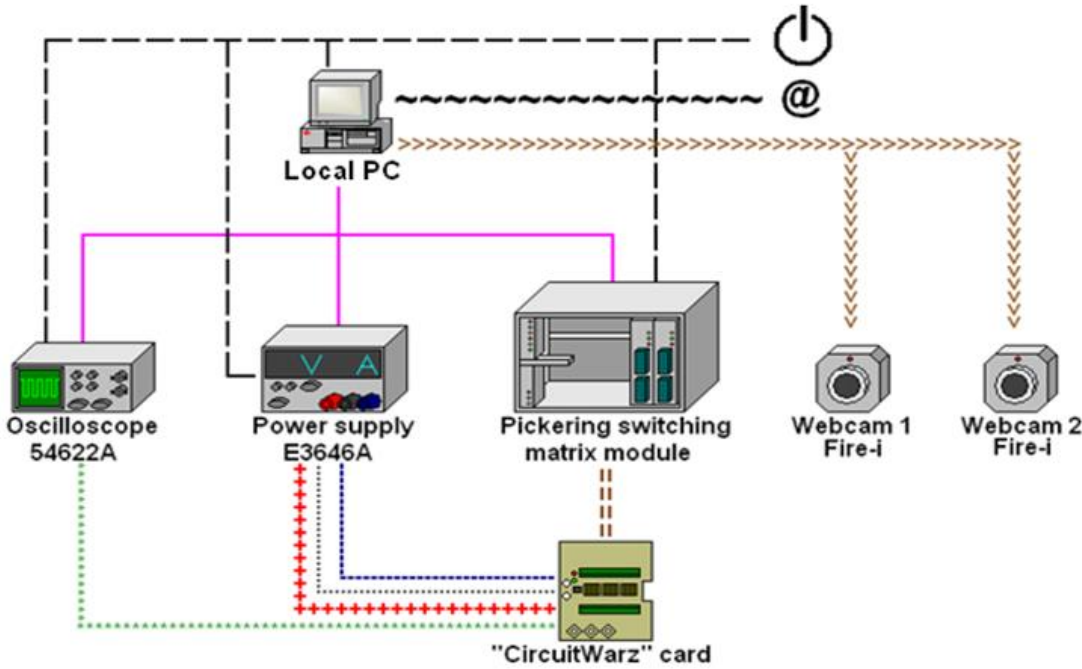 @
Local PC
V A
Oscilloscope
54622A
Power supply
E3646A
Pickering switching
matrix module
Webcam 1
Fire-i
Webcam 2
Fire-i
"CircuitWarz" card